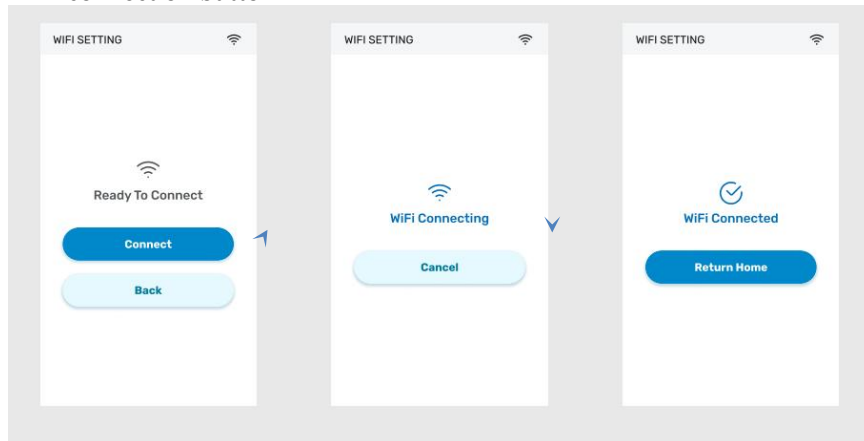 WIFI SETTING
Ready To Connect
Connect
Back
WIFI SETTING
WiFi Connecting
Cancel
WIFI SETTING
WiFi Connected
Return Home